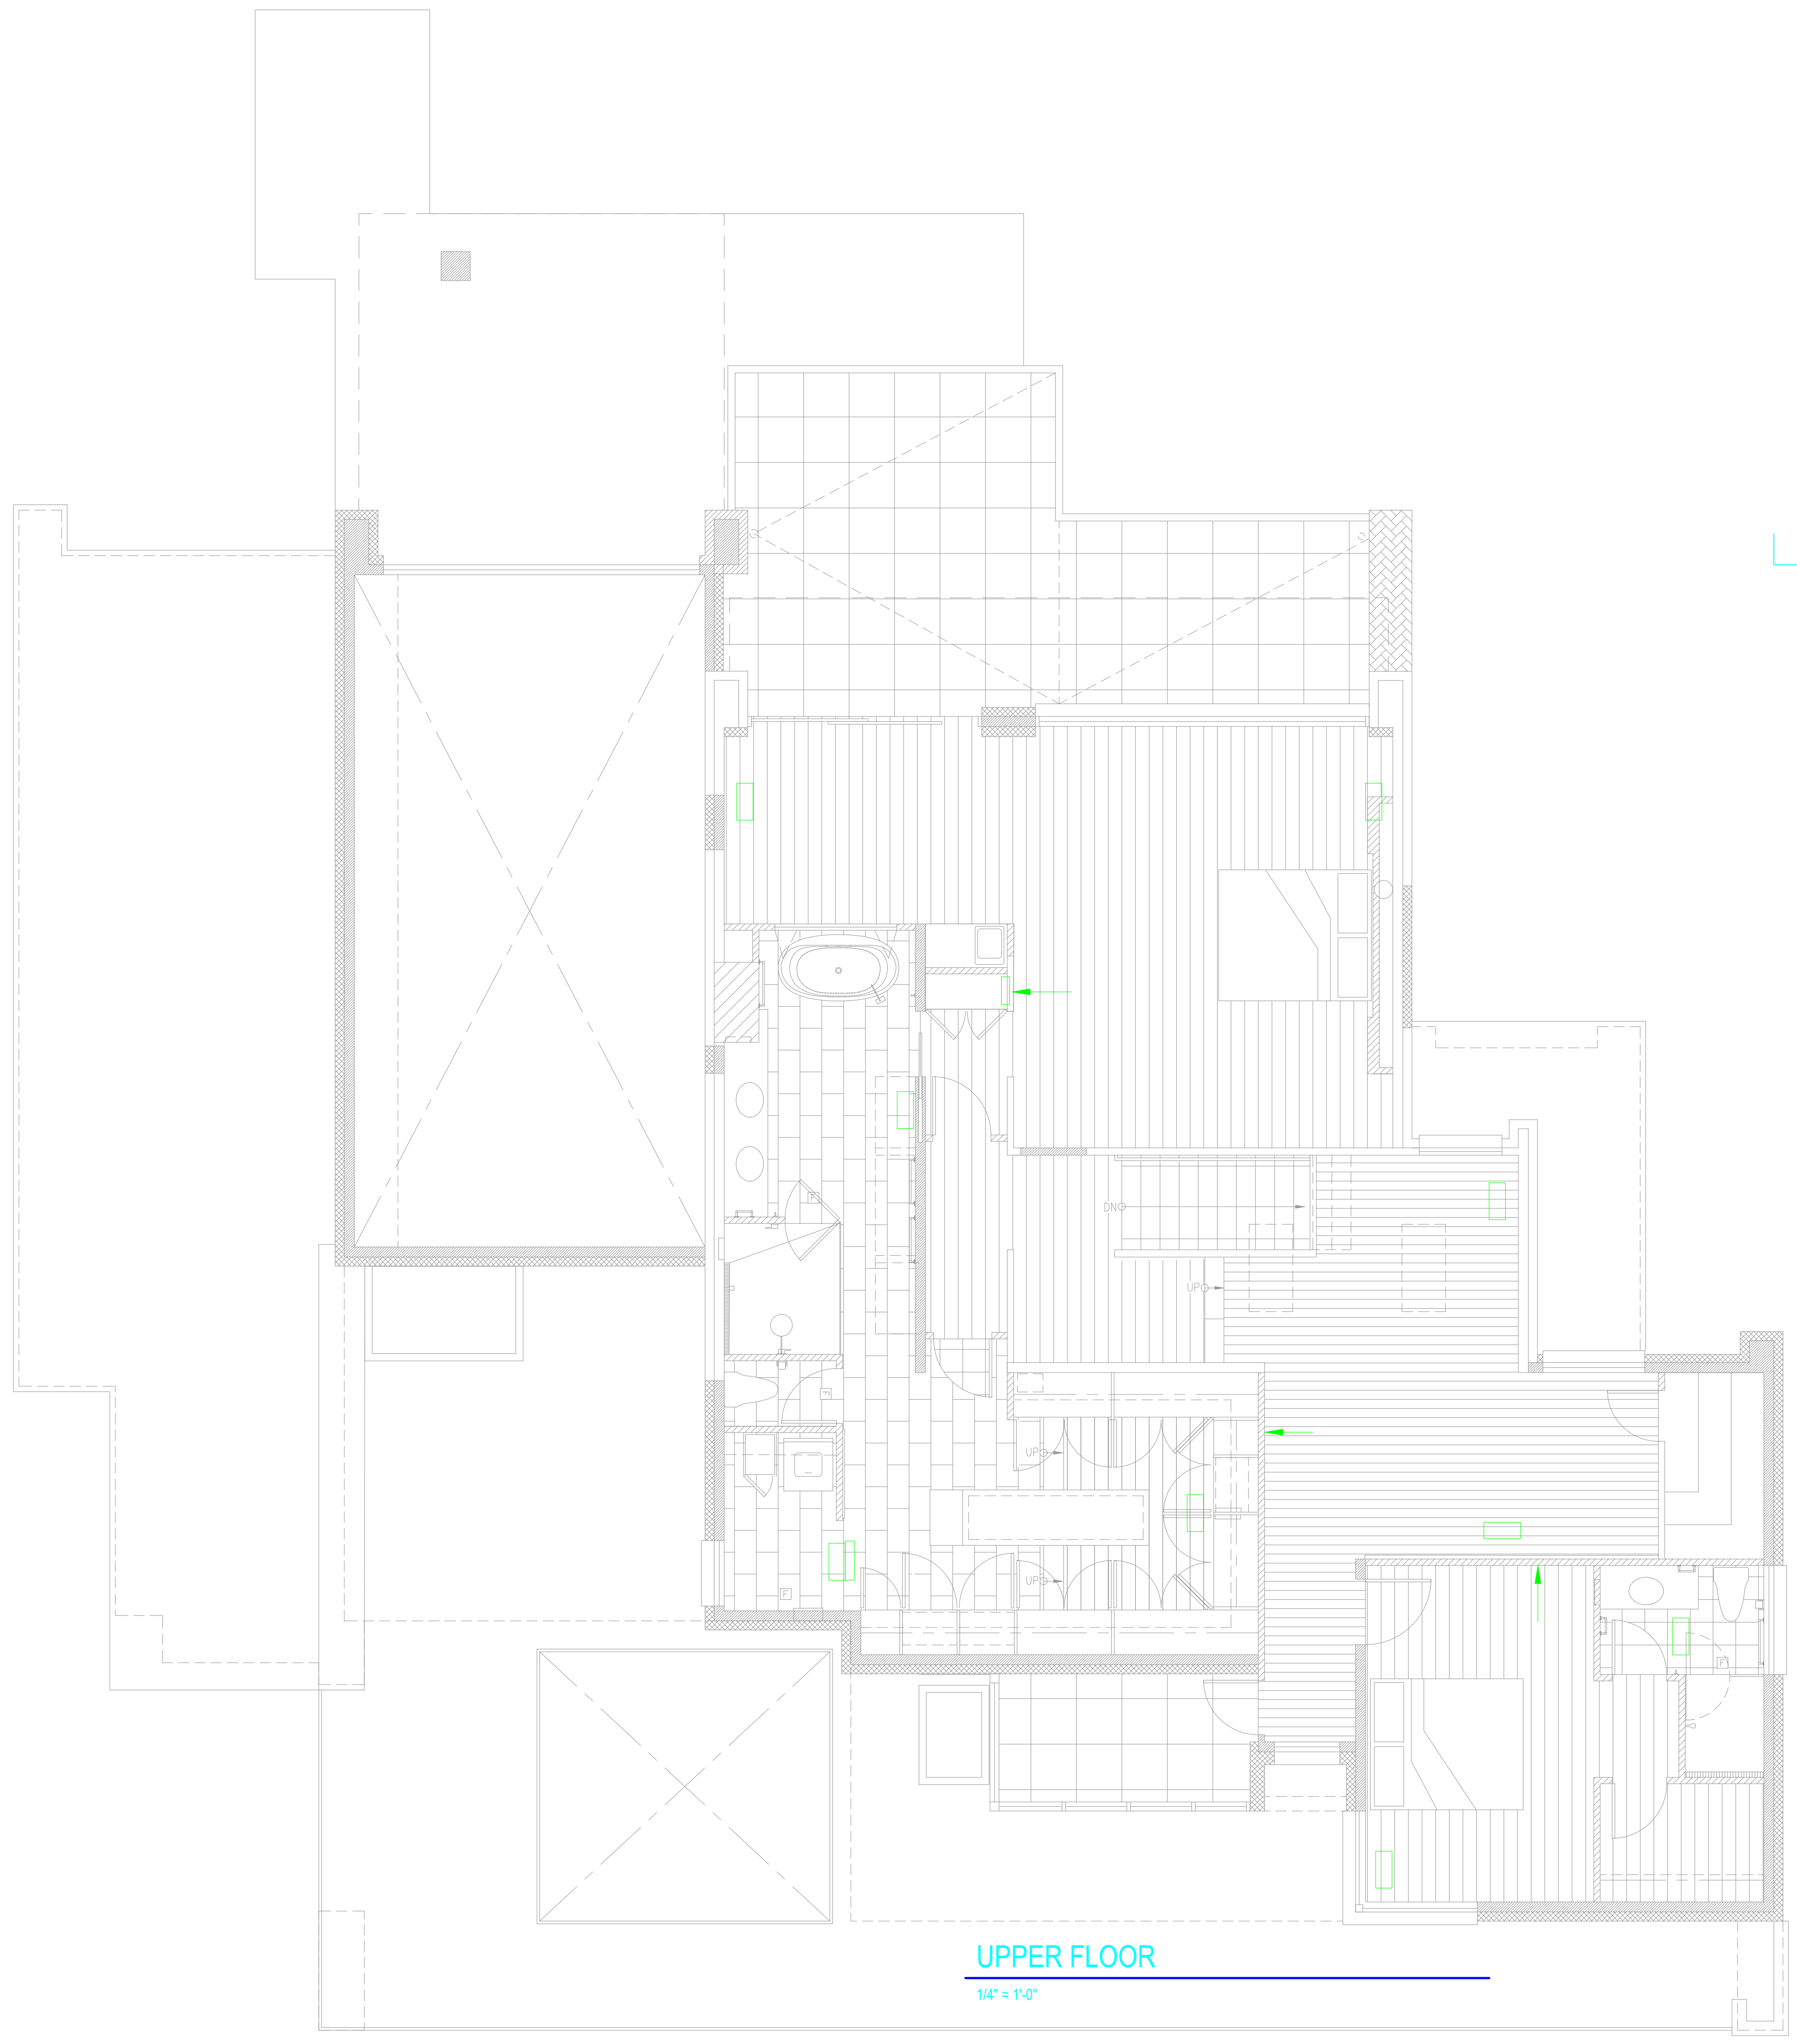 F
DN
UP
F
UP
UP
F
F
UPPER FLOOR
1/4" = 1'-0"